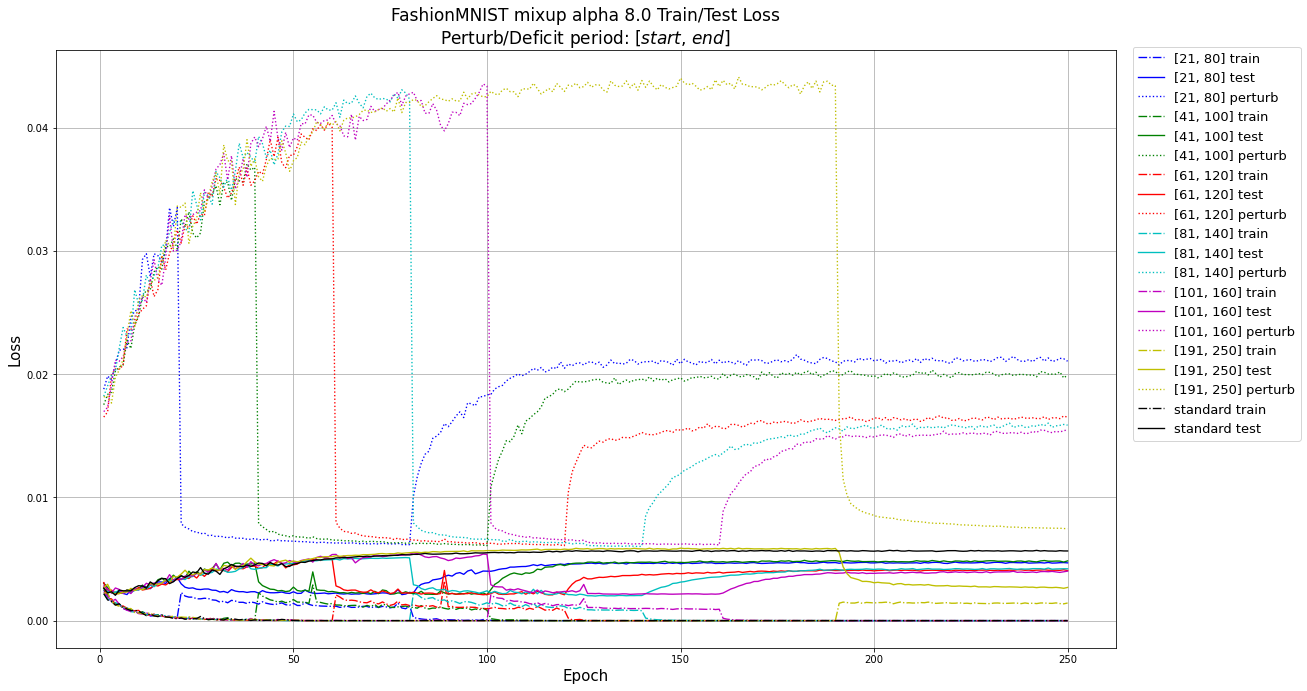 FashionMNIST mixup alpha 8.0 Train/Test Loss
Perturb/Deficit period: [start, end]
Loss
0.04
0.03
0.02
0.01
0.00
0
50
100
150
200
250
Epoch
[21, 80] train
[21, 80] test
[21, 80] perturb
[41, 100] train
[41, 100] test
[41, 100] perturb
[61, 120] train
[61, 120] test
[61, 120] perturb
[81, 140] train
[81, 140] test
[81, 140] perturb
[101, 160] train
[101, 160] test
[101, 160] perturb
[191, 250] train
[191, 250] test
[191, 250] perturb
standard train
standard test